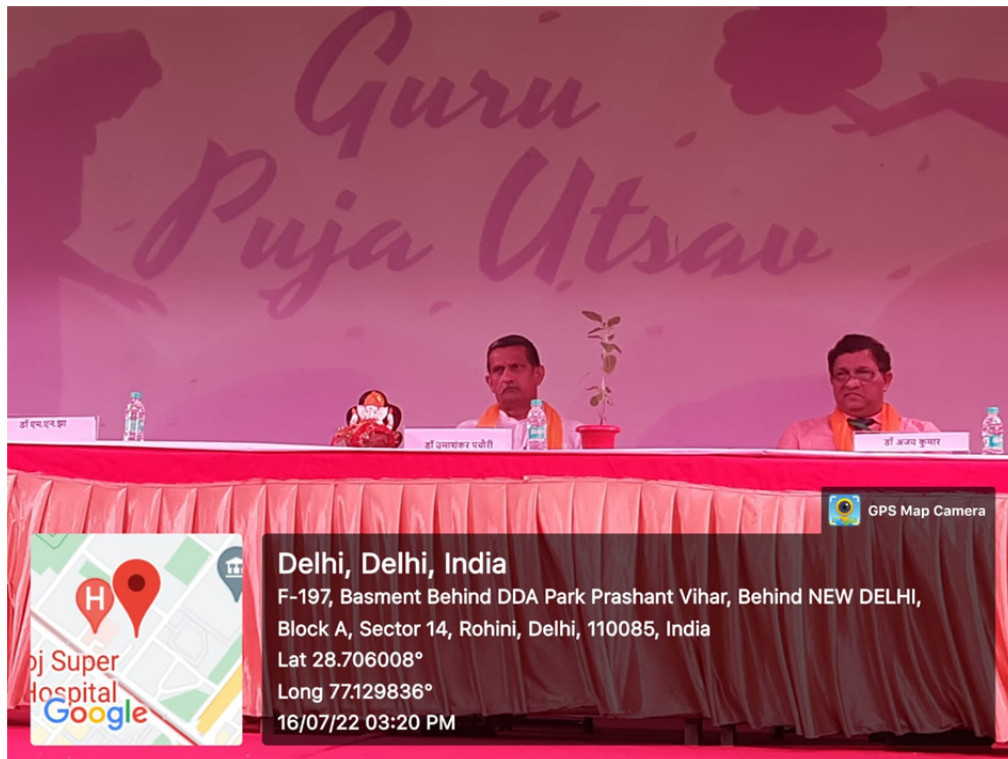 Guru
Puja Utsav
डॉ एम.एन.झा
डॉ उमाशंकर पचौरी
डॉ अजय कुमार
GPS Map Camera
Delhi, Delhi, India
F-197, Basment Behind DDA Park Prashant Vihar, Behind NEW DELHI,
Block A, Sector 14, Rohini, Delhi, 110085, India
Lat 28.706008°
Long 77.129836°
16/07/22 03:20 PM
H
oj Super
Hospital
Google